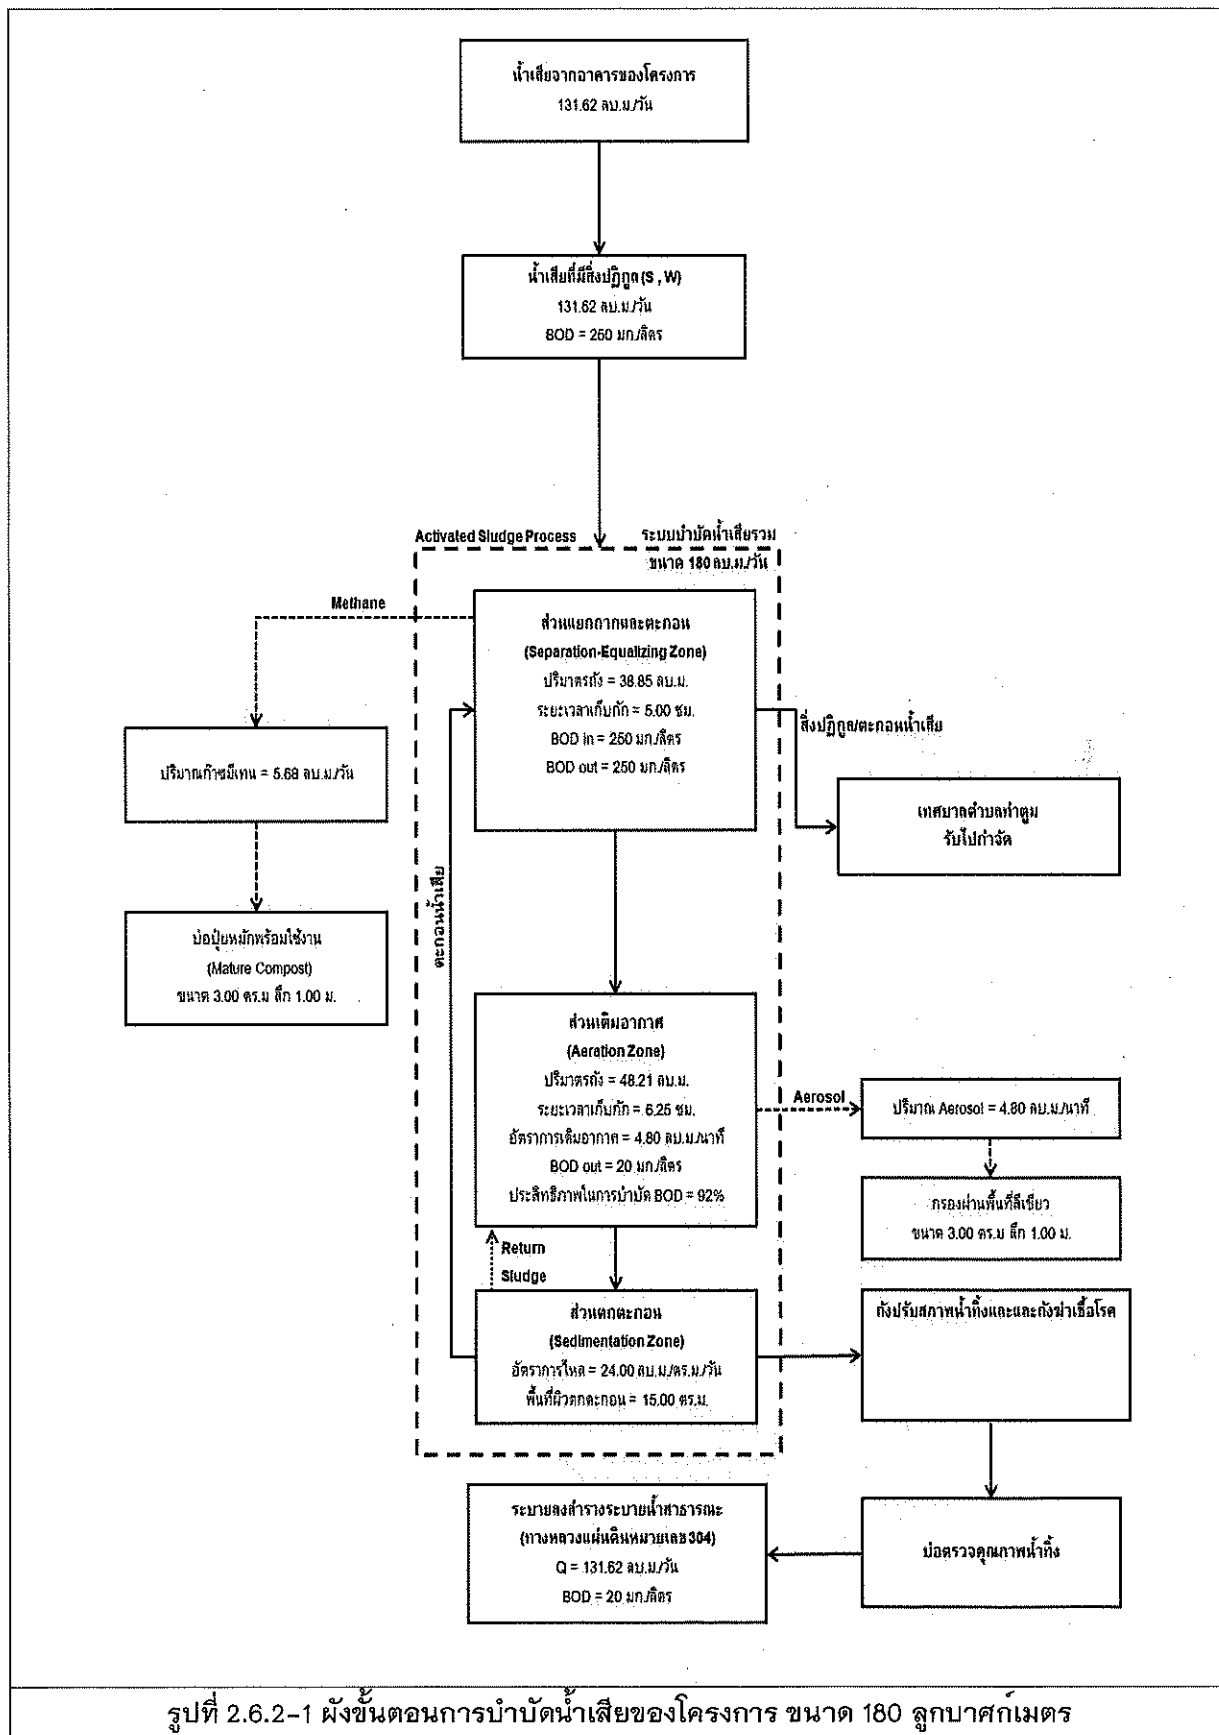 น้ำเสียจากอาคารของโครงการ
131.62 ลบ.ม./วัน
น้ำเสียที่มีสิ่งปฏิกูล (S , W)
131.62 ลบ.ม./วัน
BOD = 250 มก./ลิตร
Activated Sludge Process
ระบบบำบัดน้ำเสียรวม
ขนาด 180 ลบ.ม./วัน
Methane
ส่วนแยกกากและตะกอน
(Separation-Equalizing Zone)
ปริมาตรถัง = 38.85 ลบ.ม.
ระยะเวลาเก็บกัก = 5.00 ชม.
BOD in = 250 มก./ลิตร
BOD out = 250 มก./ลิตร
สิ่งปฏิกูล/ตะกอนน้ำเสีย
ปริมาณก๊าซมีเทน = 5.68 ลบ.ม./วัน
เทศบาลตำบลท่าตูม
รับไปกำจัด
ตะกอนน้ำเสีย
บ่อปุ๋ยหมักพร้อมใช้งาน
(Mature Compost)
ขนาด 3.00 ตร.ม ลึก 1.00 ม.
ส่วนเติมอากาศ
(Aeration Zone)
ปริมาตรถัง = 48.21 ลบ.ม.
ระยะเวลาเก็บกัก = 6.25 ชม.
อัตราการเติมอากาศ = 4.80 ลบ.ม./นาที
BOD out = 20 มก./ลิตร
ประสิทธิภาพในการบำบัด BOD = 92%
Aerosol
ปริมาณ Aerosol = 4.80 ลบ.ม./นาที
กรองผ่านพื้นที่สีเขียว
ขนาด 3.00 ตร.ม ลึก 1.00 ม.
Return
Sludge
ส่วนตกตะกอน
(Sedimentation Zone)
อัตราการไหล = 24.00 ลบ.ม./ตร.ม./วัน
พื้นที่ผิวตกตะกอน = 15.00 ตร.ม.
ถังปรับสภาพน้ำทิ้งและและถังฆ่าเชื้อโรค
ระบายลงสำรางระบายน้ำสาธารณะ
(ทางหลวงแผ่นดินหมายเลข 304)
Q = 131.62 ลบ.ม./วัน
BOD = 20 มก./ลิตร
บ่อตรวจคุณภาพน้ำทิ้ง
รูปที่ 2.6.2-1 ผังขั้นตอนการบำบัดน้ำเสียของโครงการ ขนาด 180 ลูกบาศก์เมตร